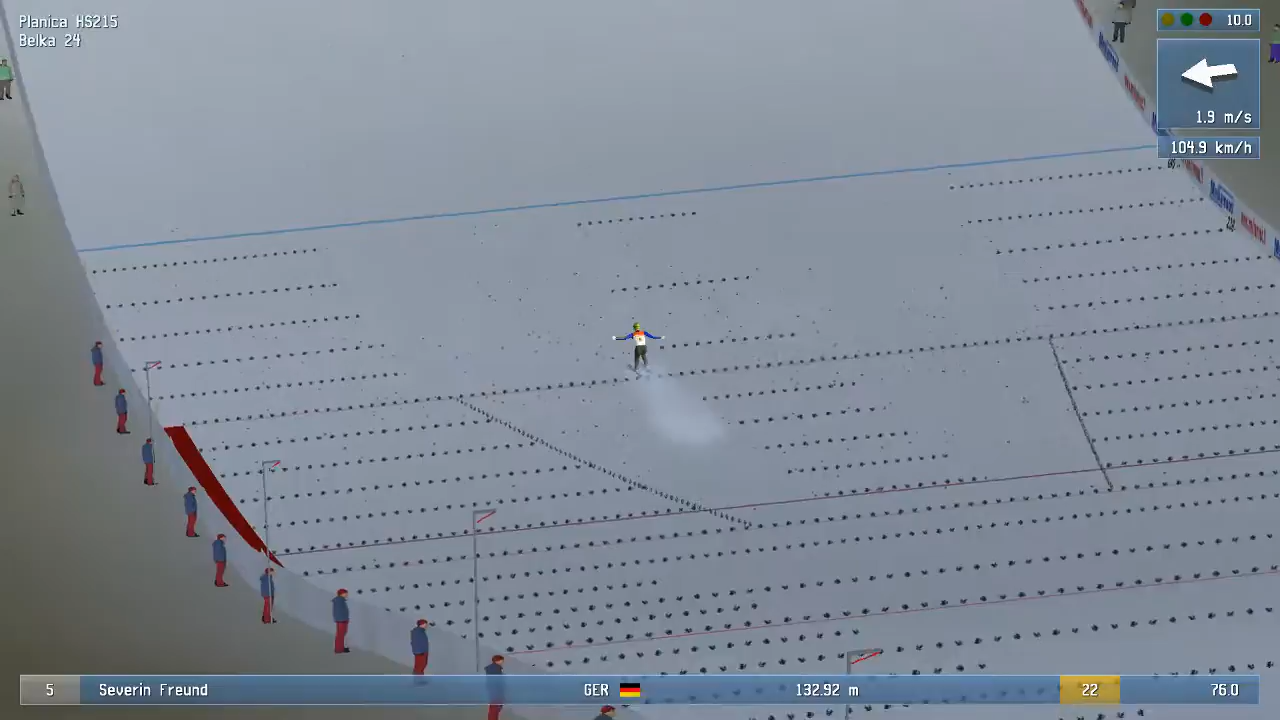 Planica HS215
Belka 24
10.0
1.9 m/s
104.9 km/h
5 Severin Freund GER 132.92 m 22 76.0